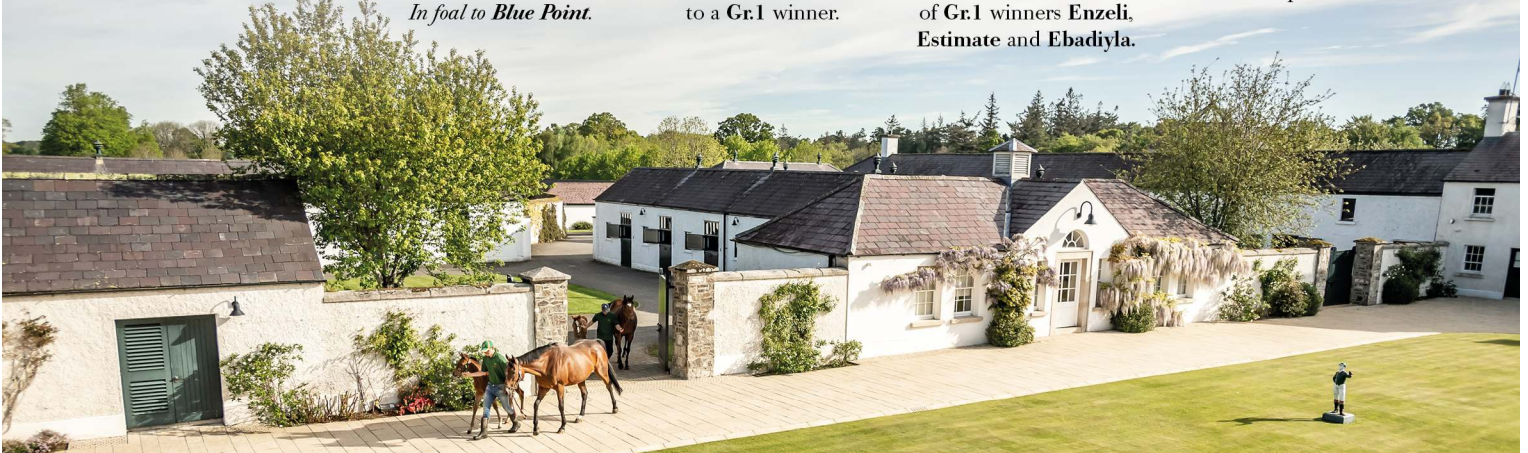 In foal to Blue Point.
to a Gr.1 winner.
of Gr.1 winners Enzeli,
Estimate and Ebadiyla.